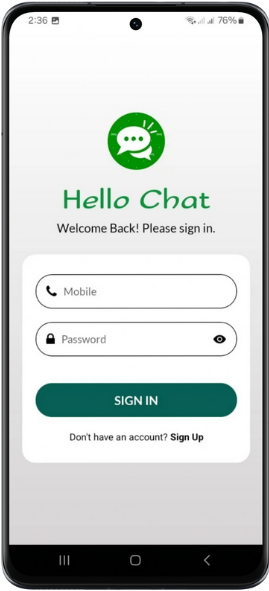 2:36 76%
Hello Chat
Welcome Back! Please sign in.
Mobile
Password
SIGN IN
Don't have an account? Sign Up